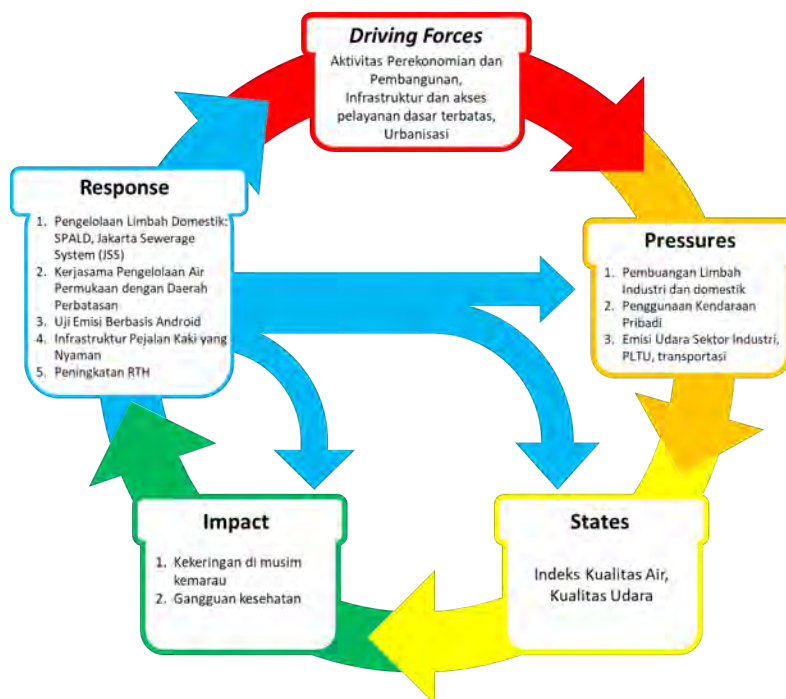 Driving Forces
Aktivitas Perekonomian dan
Pembangunan,
Infrastruktur dan akses
pelayanan dasar terbatas,
Urbanisasi
Response
1. Pengelolaan Limbah Domestik:
SPALD, Jakarta Sewerage
System (JSS)
2. Kerjasama Pengelolaan Air
Permukaan dengan Daerah
Perbatasan
3. Uji Emisi Berbasis Android
4. Infrastruktur Pejalan Kaki yang
Nyaman
5. Peningkatan RTH
Pressures
1. Pembuangan Limbah
Industri dan domestik
2. Penggunaan Kendaraan
Pribadi
3. Emisi Udara Sektor Industri,
PLTU, transportasi
Impact
1. Kekeringan di musim
kemarau
2. Gangguan kesehatan
States
Indeks Kualitas Air,
Kualitas Udara